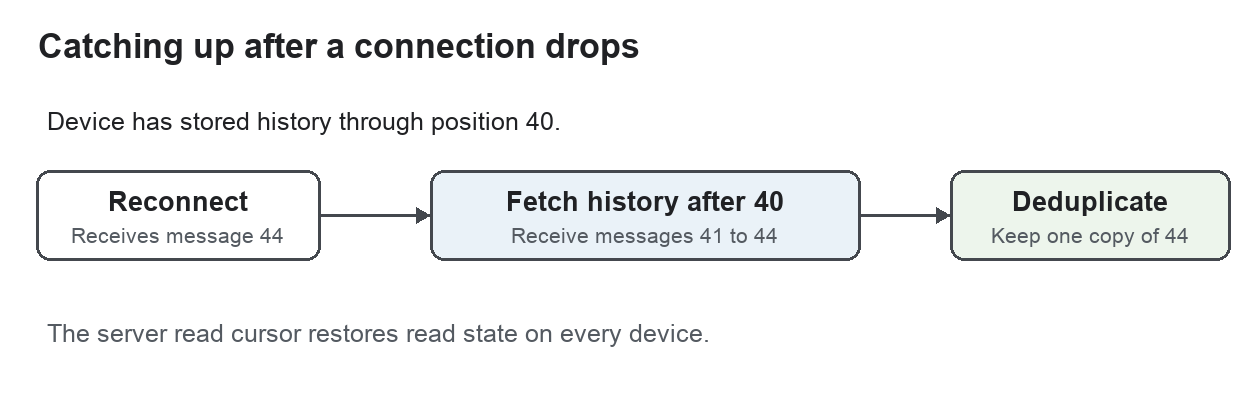 Catching up after a connection drops
Device has stored history through position 40.
Reconnect
Receives message 44
Fetch history after 40
Receive messages 41 to 44
Deduplicate
Keep one copy of 44
The server read cursor restores read state on every device.